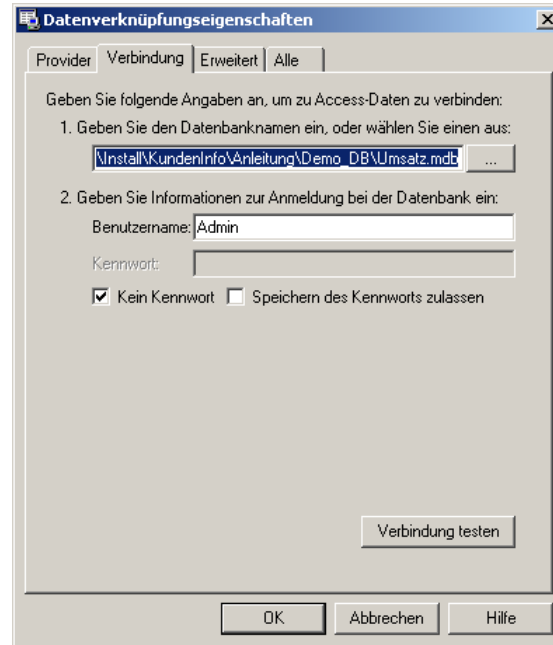 Datenverknüpfungseigenschaften
Provider Verbindung Erweitert Alle
Geben Sie folgende Angaben an, um zu Access-Daten zu verbinden:
1. Geben Sie den Datenbanknamen ein, oder wählen Sie einen aus:
\Install\KundenInfo\Anleitung\Demo_DB\Umsatz.mdb ...
2. Geben Sie Informationen zur Anmeldung bei der Datenbank ein:
Benutzername: Admin
Kennwort:
Kein Kennwort Speichern des Kennworts zulassen
Verbindung testen
OK Abbrechen Hilfe